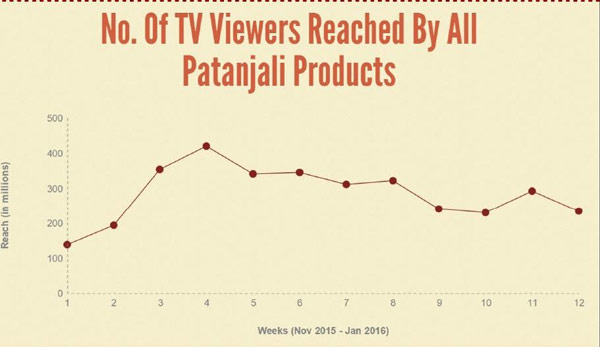 No. Of TV Viewers Reached By All
Patanjali Products
Reach (in millions)
500
400
300
200
100
0
1 2 3 4 5 6 7 8 9 10 11 12
Weeks (Nov 2015 - Jan 2016)